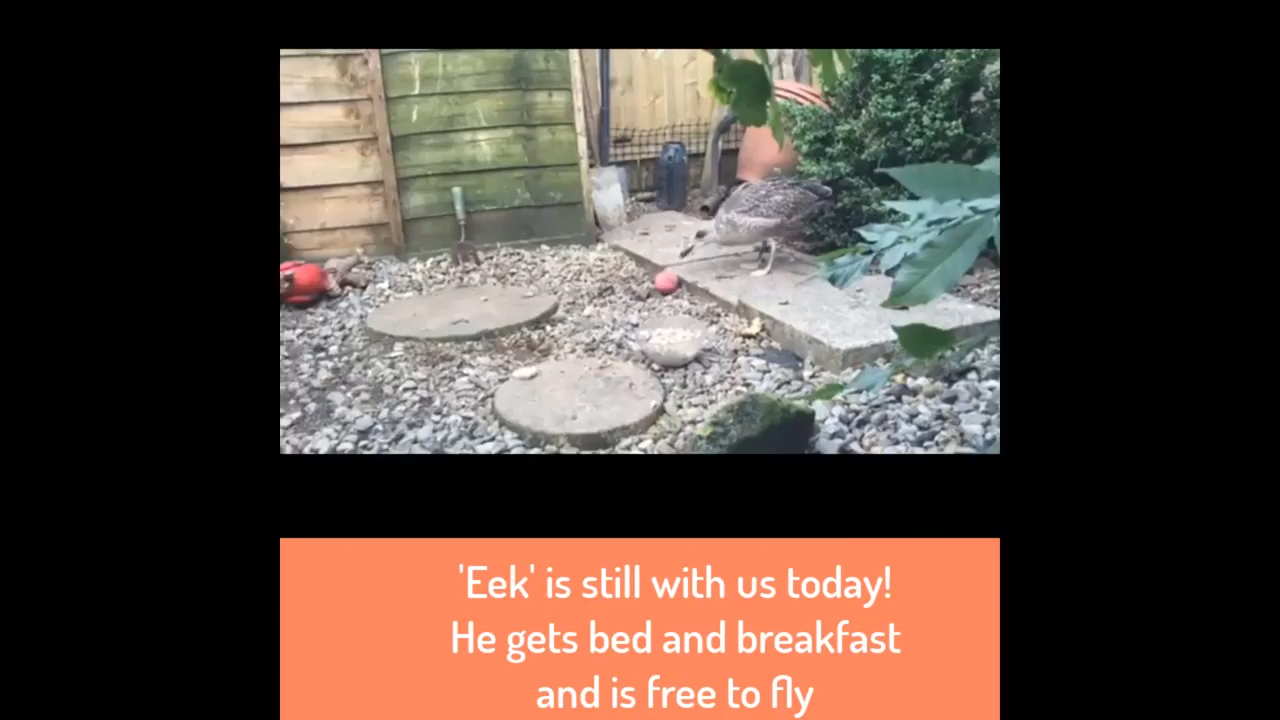 'Eek' is still with us today!
He gets bed and breakfast
and is free to fly